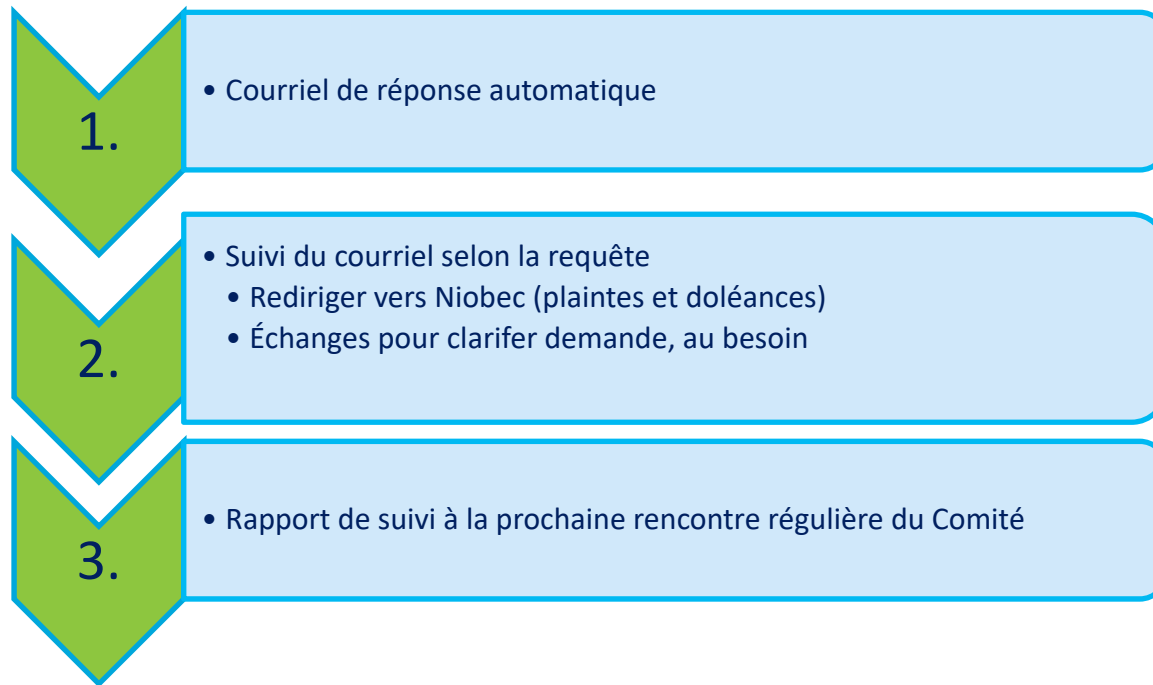 1.
• Courriel de réponse automatique
2.
• Suivi du courriel selon la requête
• Rediriger vers Niobec (plaintes et doléances)
• Échanges pour clarifer demande, au besoin
3.
• Rapport de suivi à la prochaine rencontre régulière du Comité